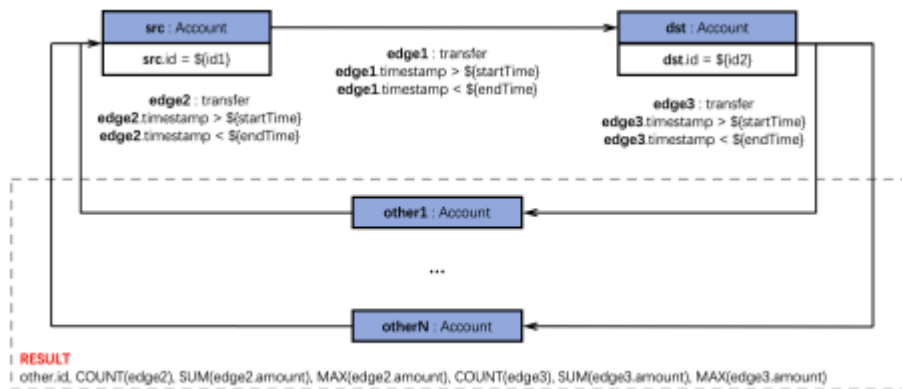 src : Account
dst : Account
src.id = ${id1}
edge1 : transfer
edge1.timestamp > ${startTime}
edge1.timestamp < ${endTime}
dst.id = ${id2}
edge2 : transfer
edge2.timestamp > ${startTime}
edge2.timestamp < ${endTime}
edge3 : transfer
edge3.timestamp > ${startTime}
edge3.timestamp < ${endTime}
other1 : Account
...
otherN : Account
RESULT
other.id, COUNT(edge2), SUM(edge2.amount), MAX(edge2.amount), COUNT(edge3), SUM(edge3.amount), MAX(edge3.amount)